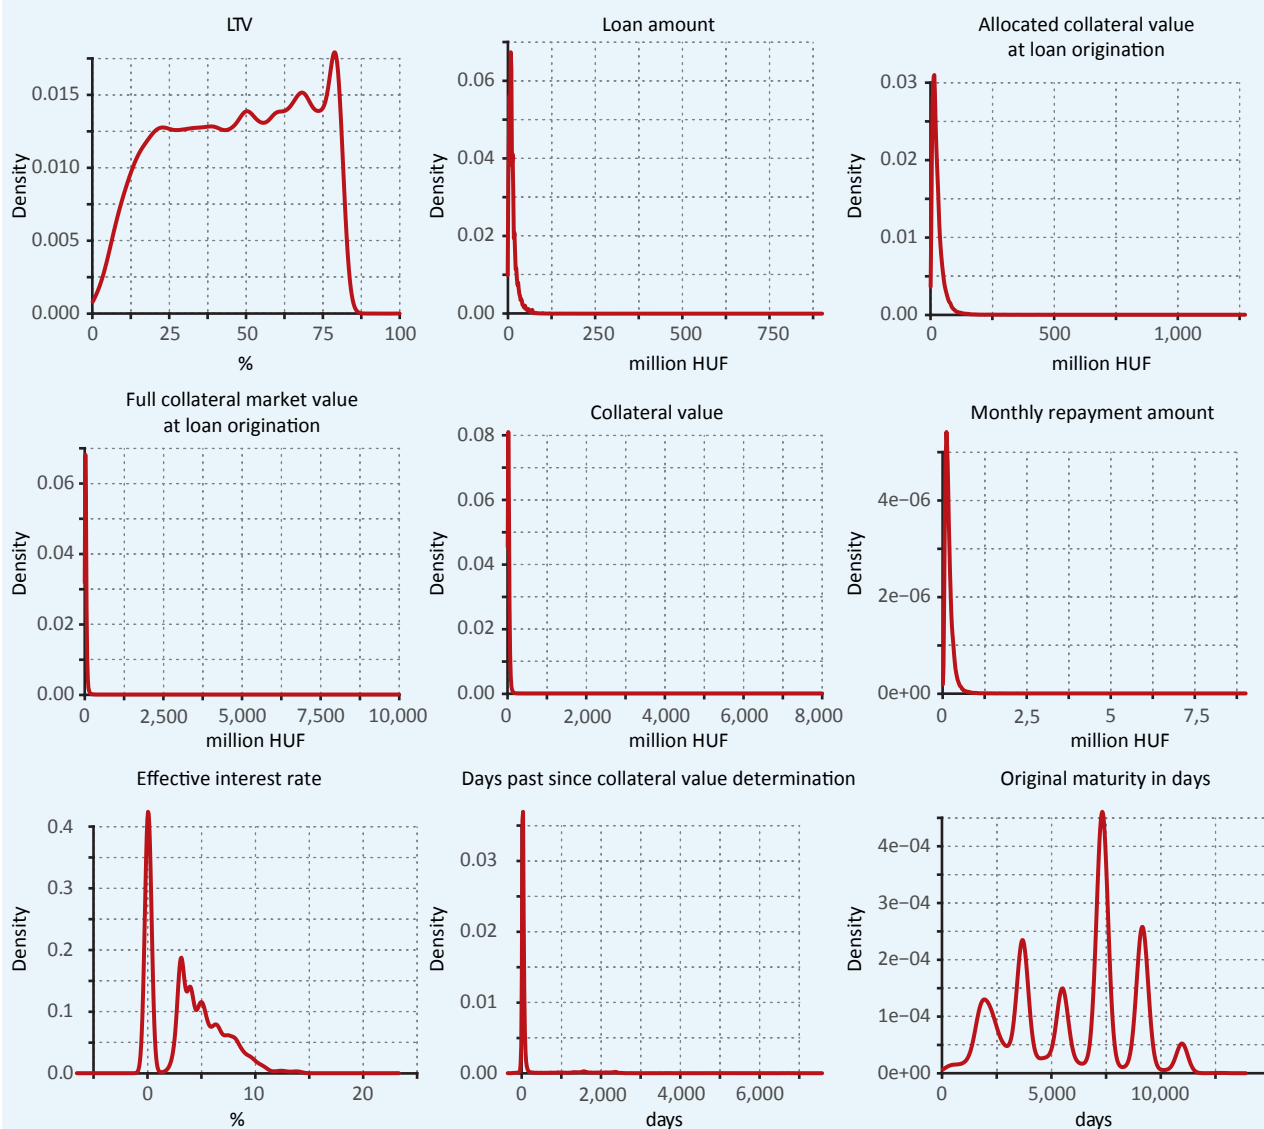 LTV
Density
0.015
0.010
0.005
0.000
0 25 50 75 100
%
Loan amount
Density
0.06
0.04
0.02
0.00
0 250 500 750
million HUF
Allocated collateral value
at loan origination
Density
0.03
0.02
0.01
0.00
0 500 1,000
million HUF
Full collateral market value
at loan origination
Density
0.06
0.04
0.02
0.00
0 2,500 5,000 7,500 10,000
million HUF
Collateral value
Density
0.08
0.06
0.04
0.02
0.00
0 2,000 4,000 6,000 8,000
million HUF
Monthly repayment amount
Density
4e−06
2e−06
0e+00
0 2,5 5 7,5
million HUF
Effective interest rate
Density
0.4
0.3
0.2
0.1
0.0
0 10 20
%
Days past since collateral value determination
Density
0.03
0.02
0.01
0.00
0 2,000 4,000 6,000
days
Original maturity in days
Density
4e−04
3e−04
2e−04
1e−04
0e+00
0 5,000 10,000
days